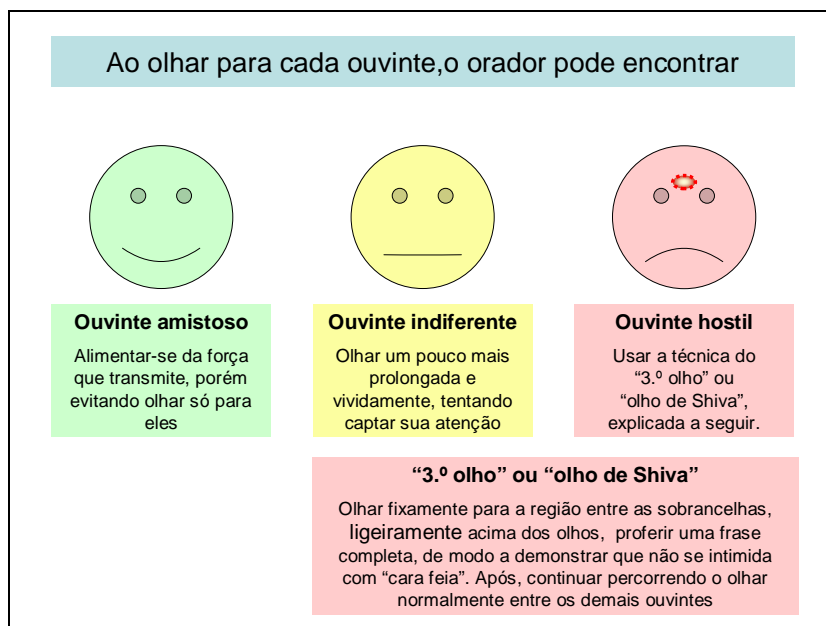 Ao olhar para cada ouvinte,o orador pode encontrar
Ouvinte amistoso
Alimentar-se da força
que transmite, porém
evitando olhar só para
eles
Ouvinte indiferente
Olhar um pouco mais
prolongada e
vividamente, tentando
captar sua atenção
Ouvinte hostil
Usar a técnica do
“3.º olho” ou
“olho de Shiva”,
explicada a seguir.
“3.º olho” ou “olho de Shiva”
Olhar fixamente para a região entre as sobrancelhas,
ligeiramente acima dos olhos, proferir uma frase
completa, de modo a demonstrar que não se intimida
com “cara feia”. Após, continuar percorrendo o olhar
normalmente entre os demais ouvintes